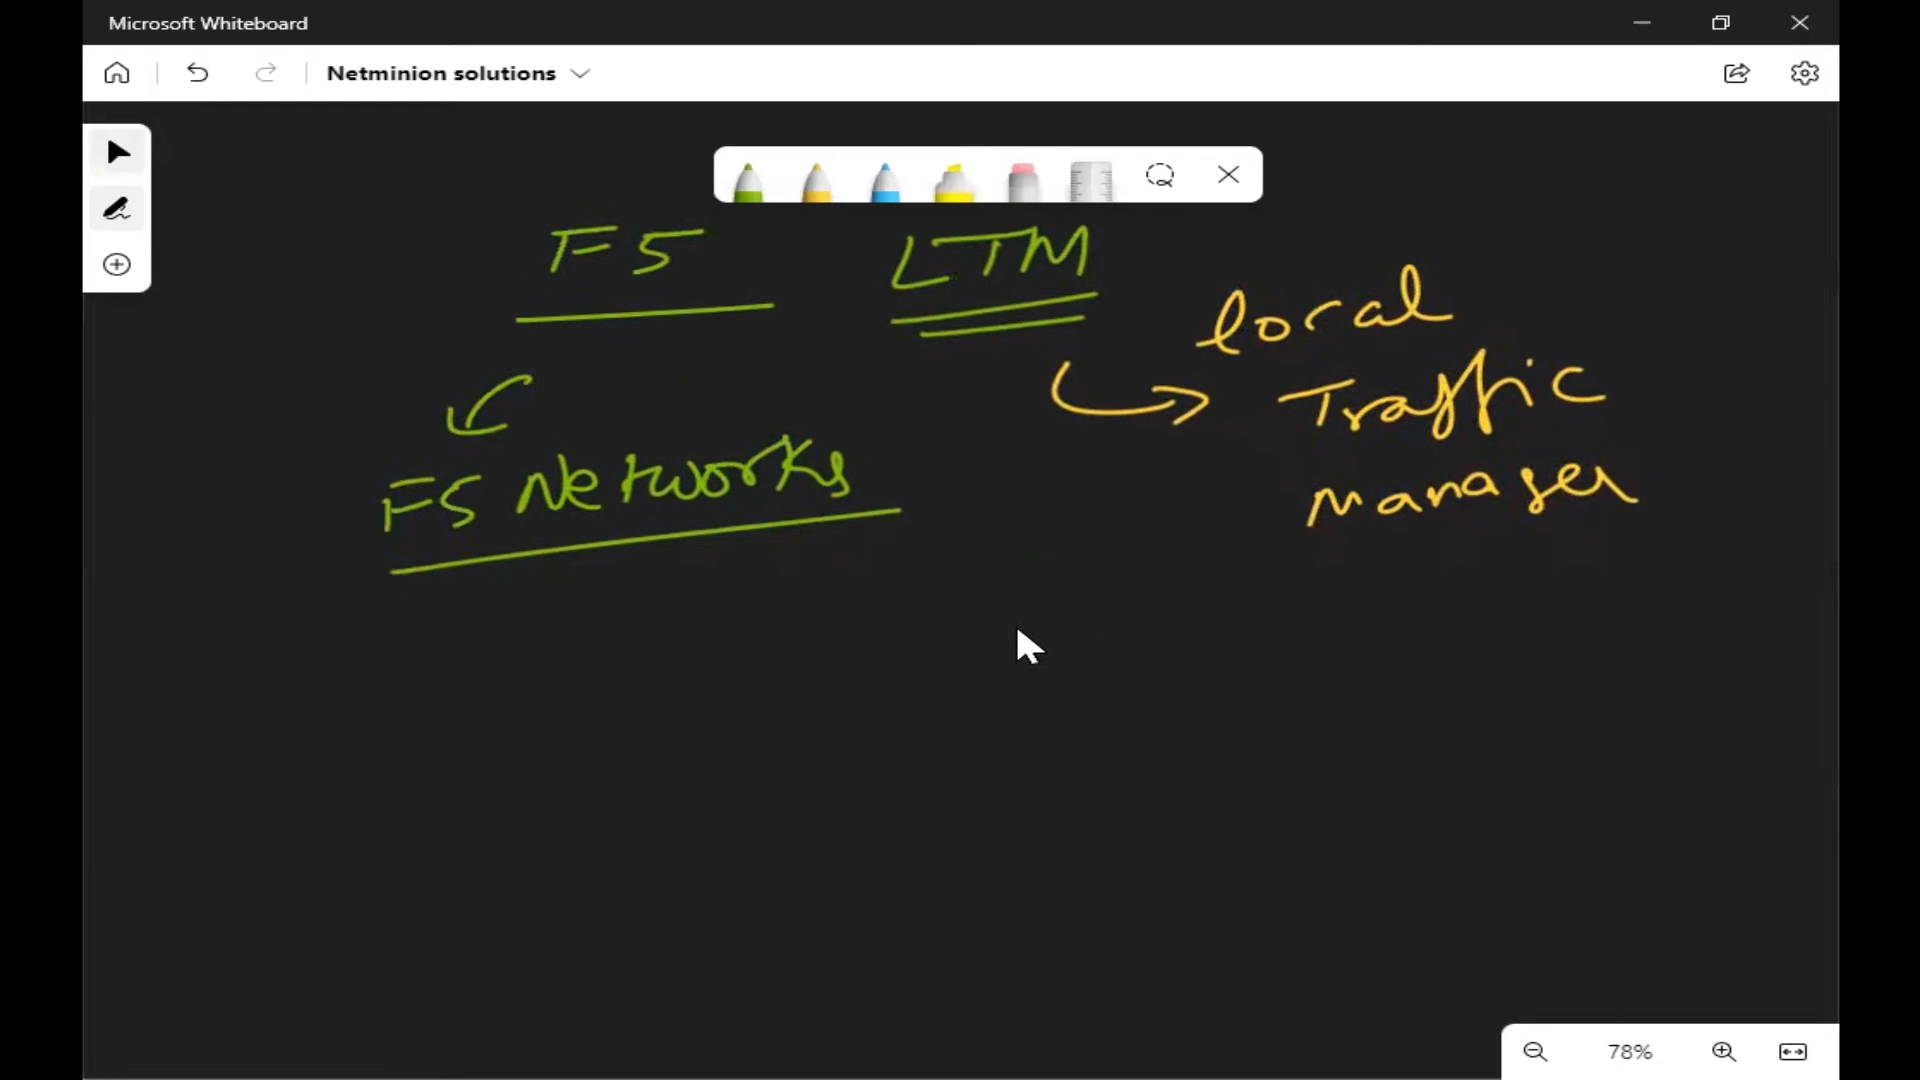 Microsoft Whiteboard
Netminion solutions
F5 LTM
local
Traffic
Manager
F5 Networks
78%